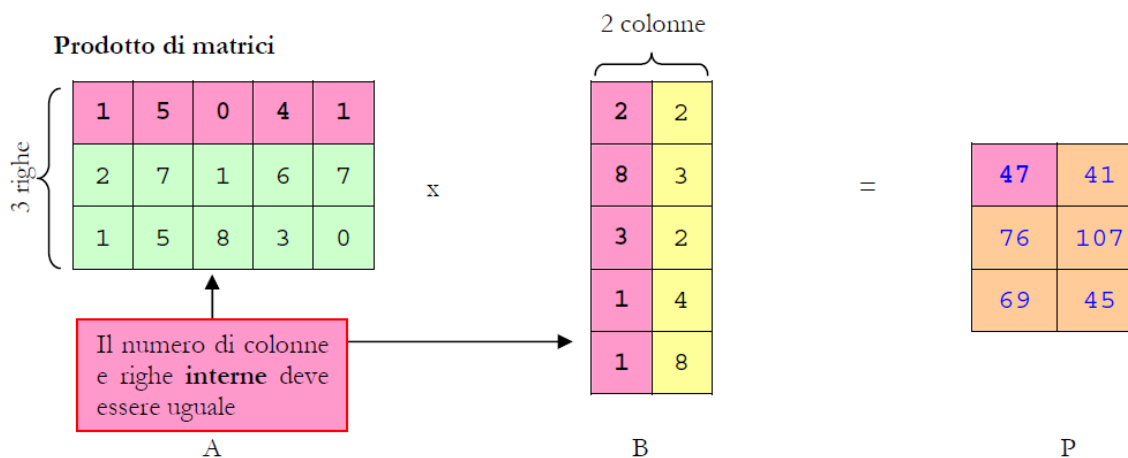 2 colonne
Prodotto di matrici
3 righe
1 5 0 4 1
2 7 1 6 7
1 5 8 3 0
x
2 2
8 3
3 2
1 4
1 8
=
47 41
76 107
69 45
Il numero di colonne
e righe interne deve
essere uguale
A
B
P